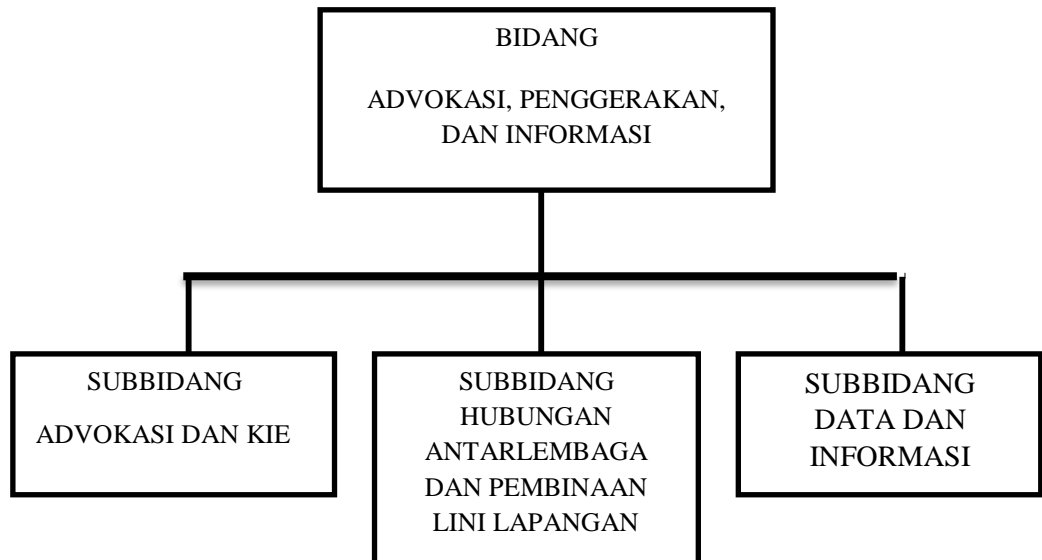 BIDANG
ADVOKASI, PENGGERAKAN,
DAN INFORMASI
SUBBIDANG
ADVOKASI DAN KIE
SUBBIDANG
HUBUNGAN
ANTARLEMBAGA
DAN PEMBINAAN
LINI LAPANGAN
SUBBIDANG
DATA DAN
INFORMASI